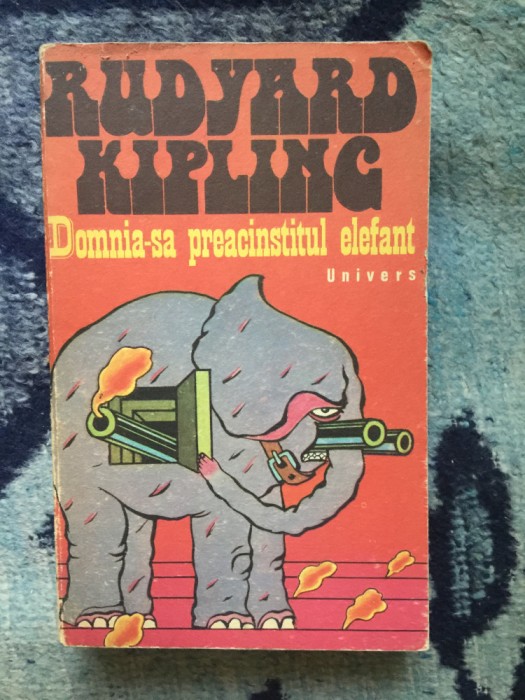 RUDYARD
KIPLING
Domnia-sa preacinstitul elefant
Univers